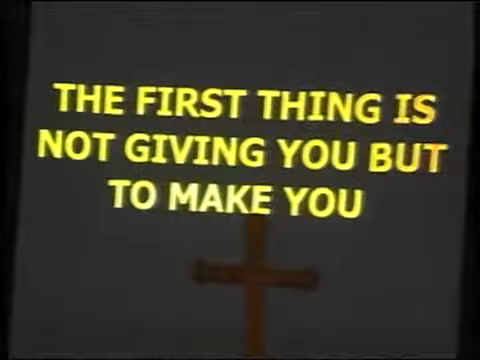 THE FIRST THING IS
NOT GIVING YOU BUT
TO MAKE YOU